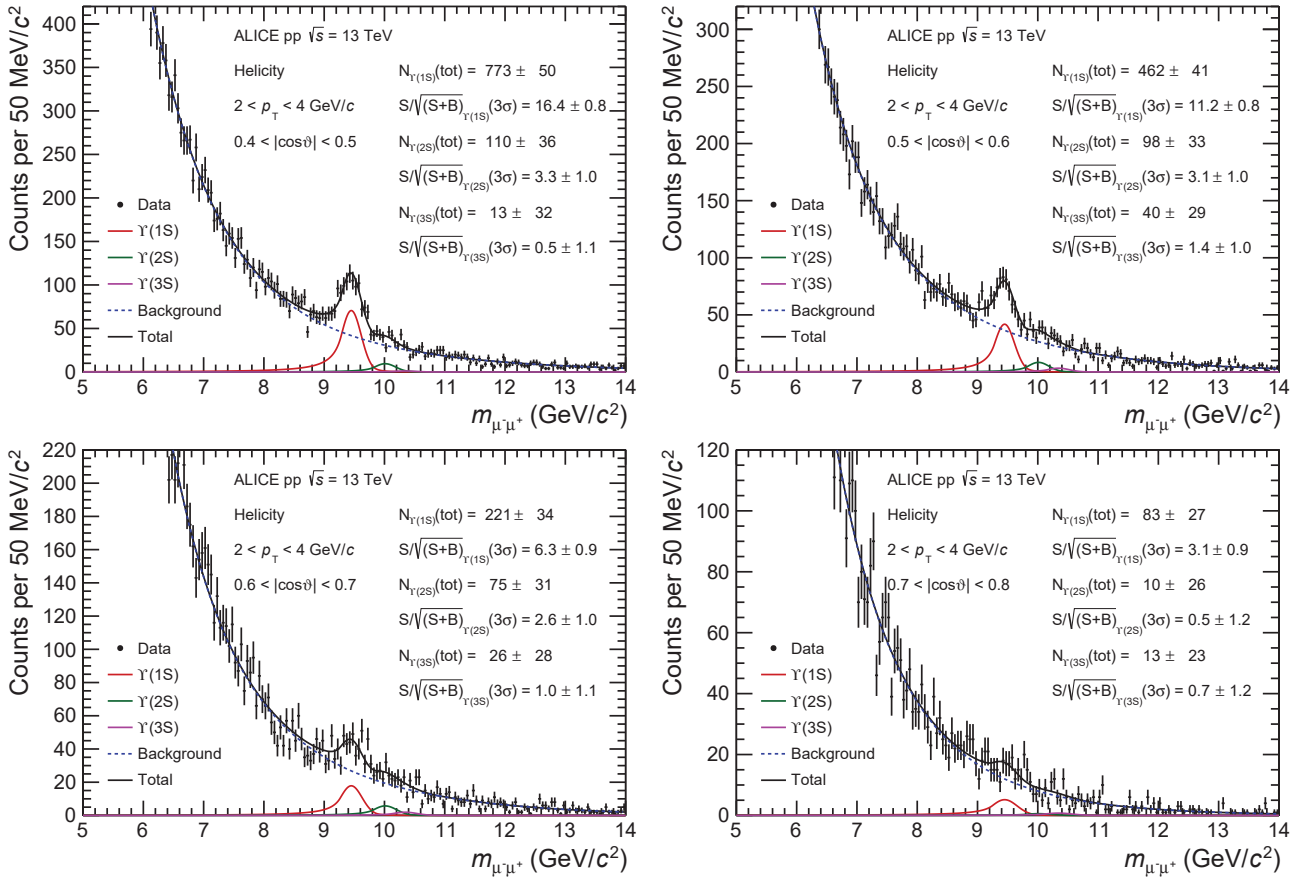 Counts per 50 MeV/c²
400
350
300
250
200
150
100
50
0
ALICE pp √s = 13 TeV
Helicity
2 < p_T < 4 GeV/c
0.4 < |cosϑ| < 0.5
N_ϒ(1S)(tot) = 773 ± 50
S/√(S+B)_ϒ(1S)(3σ) = 16.4 ± 0.8
N_ϒ(2S)(tot) = 110 ± 36
S/√(S+B)_ϒ(2S)(3σ) = 3.3 ± 1.0
N_ϒ(3S)(tot) = 13 ± 32
S/√(S+B)_ϒ(3S)(3σ) = 0.5 ± 1.1
Data
ϒ(1S)
ϒ(2S)
ϒ(3S)
Background
Total
5 6 7 8 9 10 11 12 13 14
m_μ⁻μ⁺ (GeV/c²)
Counts per 50 MeV/c²
300
250
200
150
100
50
0
ALICE pp √s = 13 TeV
Helicity
2 < p_T < 4 GeV/c
0.5 < |cosϑ| < 0.6
N_ϒ(1S)(tot) = 462 ± 41
S/√(S+B)_ϒ(1S)(3σ) = 11.2 ± 0.8
N_ϒ(2S)(tot) = 98 ± 33
S/√(S+B)_ϒ(2S)(3σ) = 3.1 ± 1.0
N_ϒ(3S)(tot) = 40 ± 29
S/√(S+B)_ϒ(3S)(3σ) = 1.4 ± 1.0
Data
ϒ(1S)
ϒ(2S)
ϒ(3S)
Background
Total
5 6 7 8 9 10 11 12 13 14
m_μ⁻μ⁺ (GeV/c²)
Counts per 50 MeV/c²
220
200
180
160
140
120
100
80
60
40
20
0
ALICE pp √s = 13 TeV
Helicity
2 < p_T < 4 GeV/c
0.6 < |cosϑ| < 0.7
N_ϒ(1S)(tot) = 221 ± 34
S/√(S+B)_ϒ(1S)(3σ) = 6.3 ± 0.9
N_ϒ(2S)(tot) = 75 ± 31
S/√(S+B)_ϒ(2S)(3σ) = 2.6 ± 1.0
N_ϒ(3S)(tot) = 26 ± 28
S/√(S+B)_ϒ(3S)(3σ) = 1.0 ± 1.1
Data
ϒ(1S)
ϒ(2S)
ϒ(3S)
Background
Total
5 6 7 8 9 10 11 12 13 14
m_μ⁻μ⁺ (GeV/c²)
Counts per 50 MeV/c²
120
100
80
60
40
20
0
ALICE pp √s = 13 TeV
Helicity
2 < p_T < 4 GeV/c
0.7 < |cosϑ| < 0.8
N_ϒ(1S)(tot) = 83 ± 27
S/√(S+B)_ϒ(1S)(3σ) = 3.1 ± 0.9
N_ϒ(2S)(tot) = 10 ± 26
S/√(S+B)_ϒ(2S)(3σ) = 0.5 ± 1.2
N_ϒ(3S)(tot) = 13 ± 23
S/√(S+B)_ϒ(3S)(3σ) = 0.7 ± 1.2
Data
ϒ(1S)
ϒ(2S)
ϒ(3S)
Background
Total
5 6 7 8 9 10 11 12 13 14
m_μ⁻μ⁺ (GeV/c²)